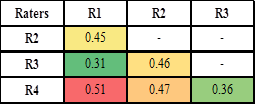 Raters R1 R2 R3
R2 0.45 - -
R3 0.31 0.46 -
R4 0.51 0.47 0.36